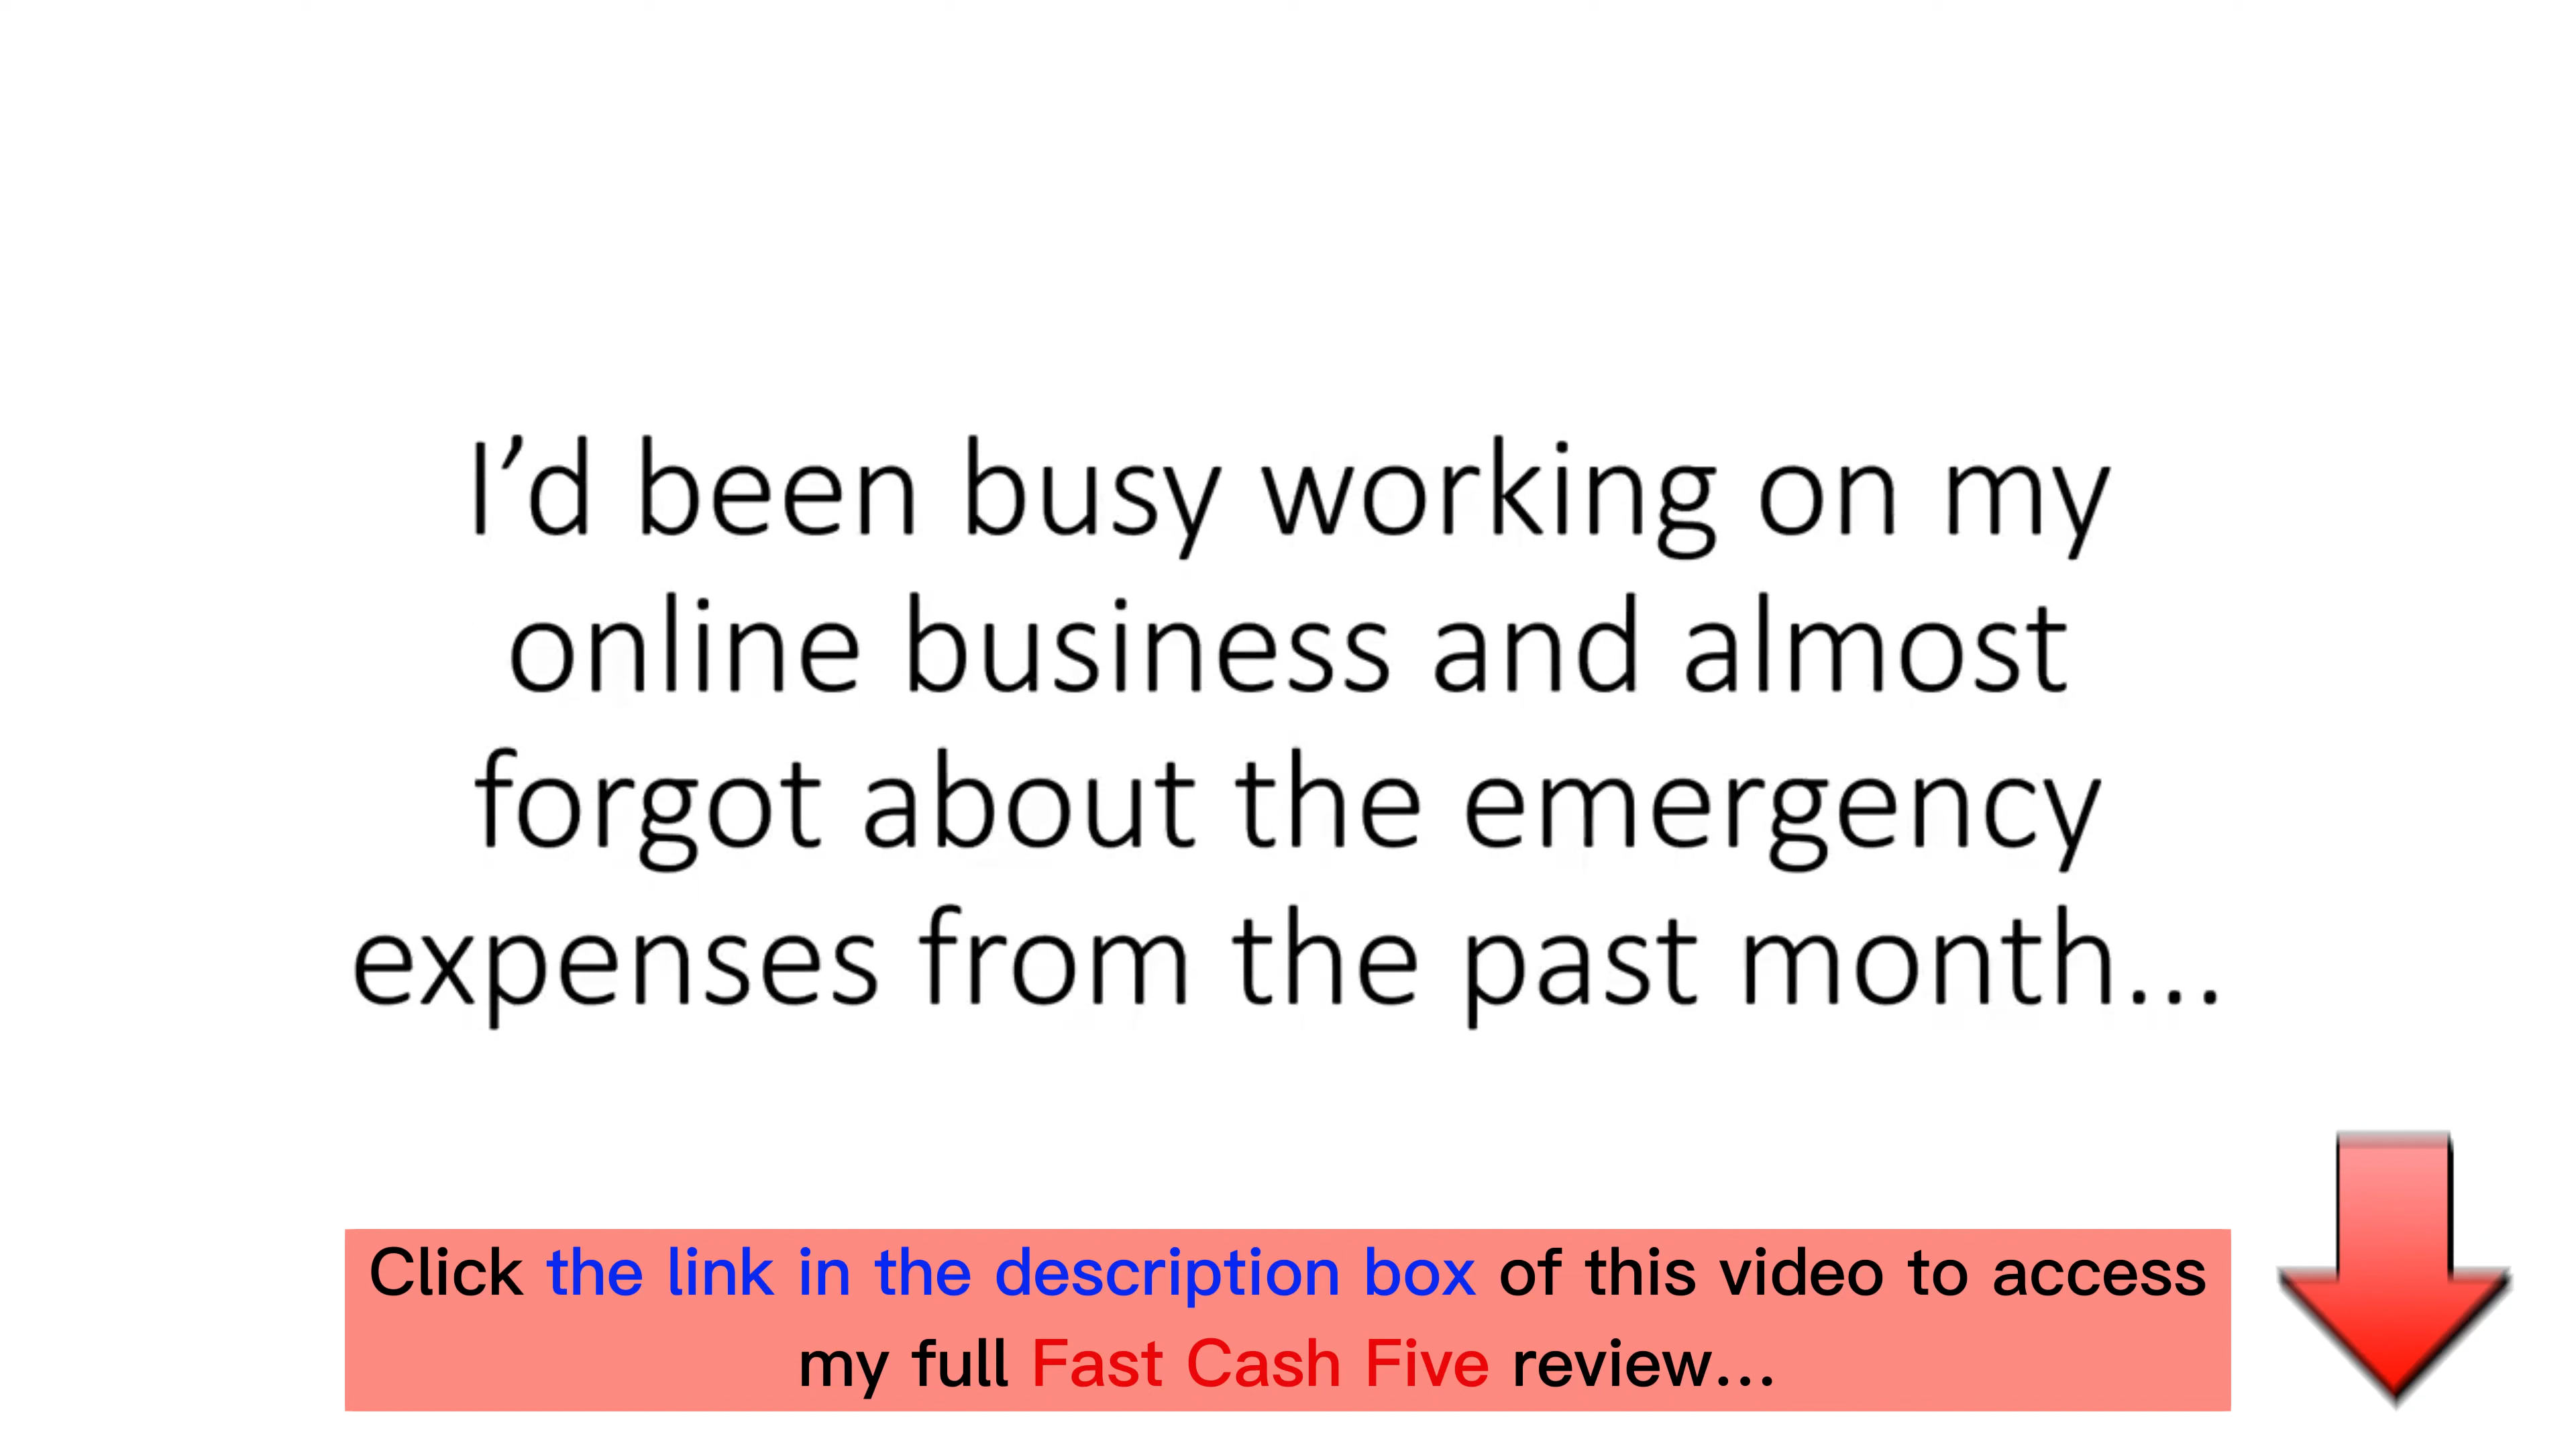 I’d been busy working on my
online business and almost
forgot about the emergency
expenses from the past month...
Click the link in the description box of this video to access
my full Fast Cash Five review...